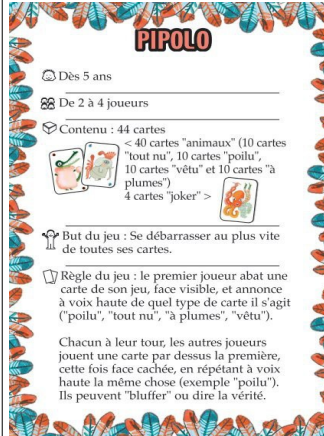 PIPOLO
Dès 5 ans
De 2 à 4 joueurs
Contenu : 44 cartes
< 40 cartes "animaux" (10 cartes
"tout nu", 10 cartes "poilu",
10 cartes "vêtu" et 10 cartes "à
plumes")
4 cartes "joker" >
But du jeu : Se débarrasser au plus vite
de toutes ses cartes.
Règle du jeu : le premier joueur abat une
carte de son jeu, face visible, et annonce
à voix haute de quel type de carte il s'agit
("poilu", "tout nu", "à plumes", "vêtu").
Chacun à leur tour, les autres joueurs
jouent une carte par dessus la première,
cette fois face cachée, en répétant à voix
haute la même chose (exemple "poilu").
Ils peuvent "bluffer" ou dire la vérité.